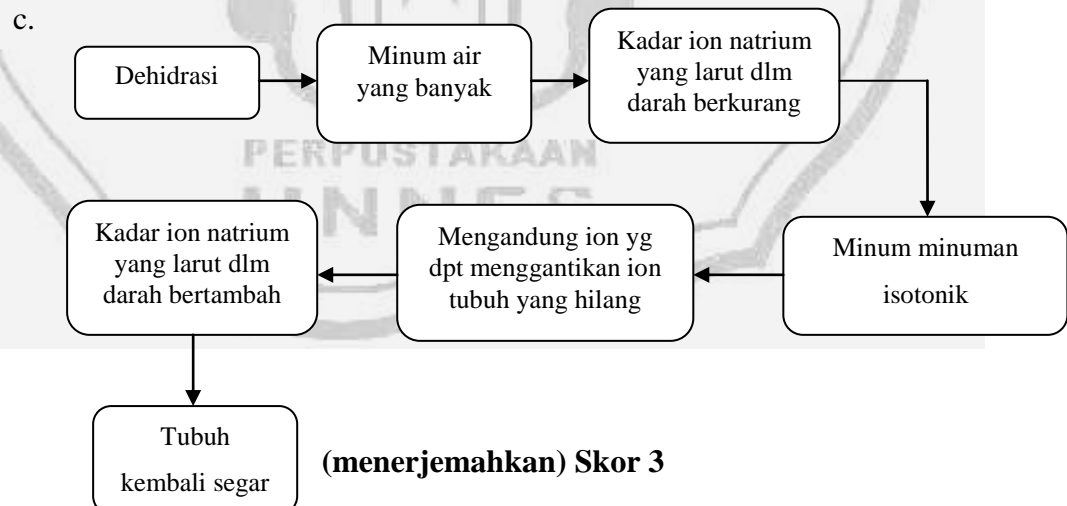 c.
Dehidrasi
Minum air
yang banyak
Kadar ion natrium
yang larut dlm
darah berkurang
PERPUSTAKAAN
UNNES
Minum minuman
isotonik
Mengandung ion yg
dpt menggantikan ion
tubuh yang hilang
Kadar ion natrium
yang larut dlm
darah bertambah
Tubuh
kembali segar
(menerjemahkan) Skor 3